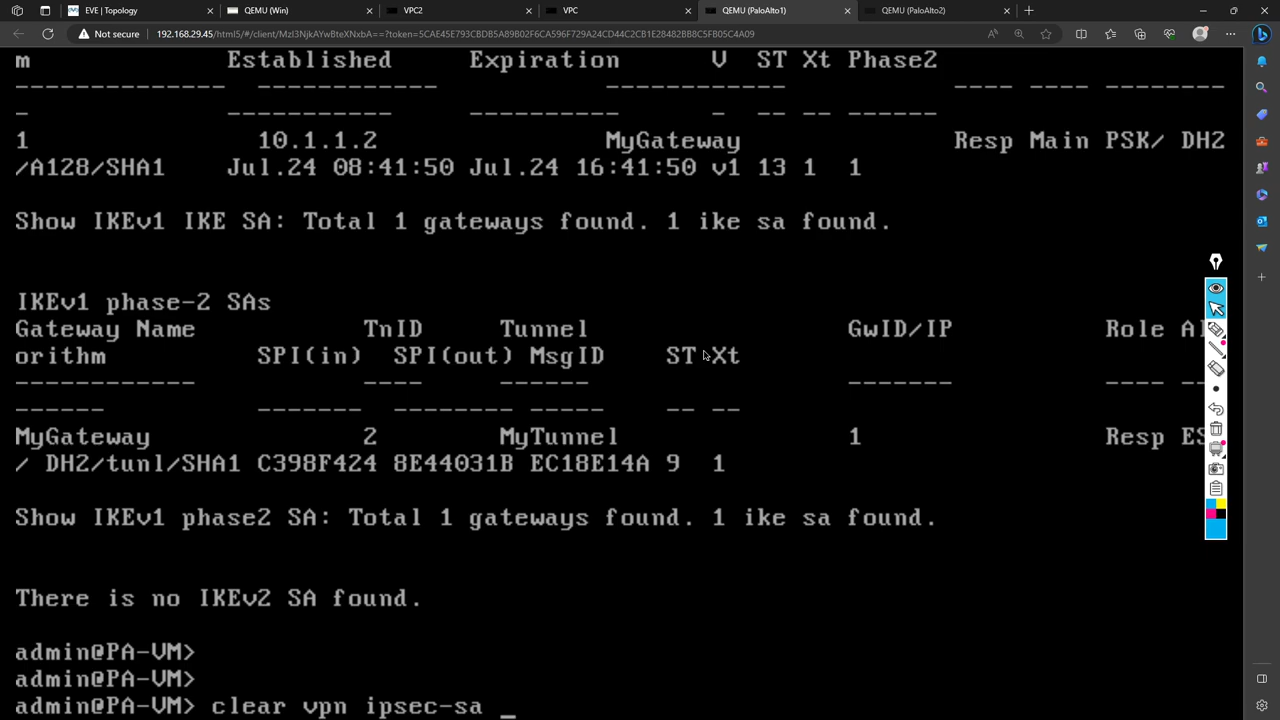 EVE | Topology
QEMU (Win)
VPC2
VPC
QEMU (PaloAlto1)
QEMU (PaloAlto2)
Not secure
192.168.29.45/html5/#/client/MzI3NjkAYwBteXNxbA==?token=5CAE45E793CBDB5A89B02F6CA596F729A24CD44C2CB1E28482BB8C5FB05C4A09
m Established Expiration V ST Xt Phase2
-------------- ------------ ------------ ---- ---- --------
- ----------- ---------- - -- -- ------
1 10.1.1.2 MyGateway Resp Main PSK/ DH2
/A128/SHA1 Jul.24 08:41:50 Jul.24 16:41:50 v1 13 1 1
Show IKEv1 IKE SA: Total 1 gateways found. 1 ike sa found.
IKEv1 phase-2 SAs
Gateway Name TnID Tunnel GwID/IP Role
orithm SPI(in) SPI(out) MsgID ST Xt
------------ ---- ------ ------- ---- --
------ ------- -------- ----- -- --
MyGateway 2 MyTunnel 1 Resp ES
/ DH2/tunl/SHA1 C398F424 8E44031B EC18E14A 9 1
Show IKEv1 phase2 SA: Total 1 gateways found. 1 ike sa found.
There is no IKEv2 SA found.
admin@PA-VM>
admin@PA-VM>
admin@PA-VM> clear vpn ipsec-sa _